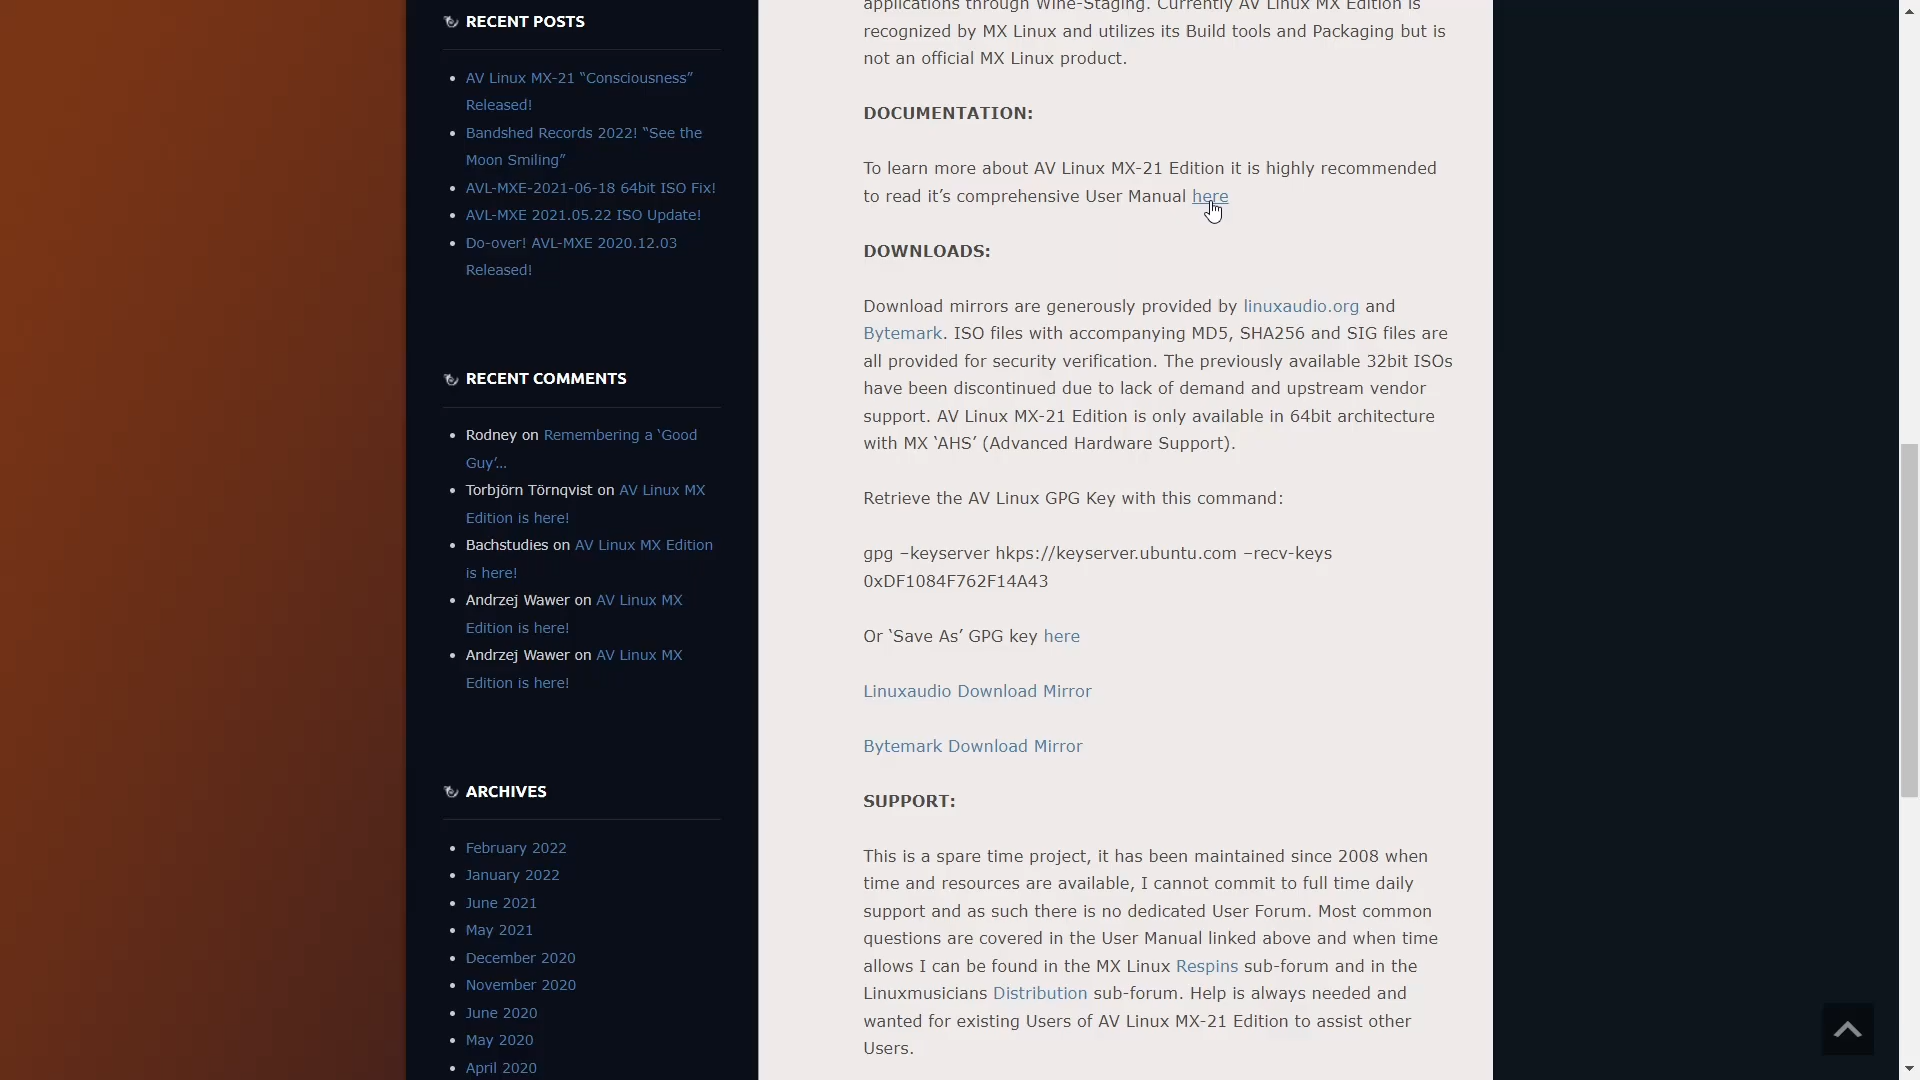 RECENT POSTS
AV Linux MX-21 “Consciousness”
Released!
Bandshed Records 2022! “See the
Moon Smiling”
AVL-MXE-2021-06-18 64bit ISO Fix!
AVL-MXE 2021.05.22 ISO Update!
Do-over! AVL-MXE 2020.12.03
Released!
RECENT COMMENTS
Rodney on Remembering a ‘Good
Guy’...
Torbjörn Törnqvist on AV Linux MX
Edition is here!
Bachstudies on AV Linux MX Edition
is here!
Andrzej Wawer on AV Linux MX
Edition is here!
Andrzej Wawer on AV Linux MX
Edition is here!
ARCHIVES
February 2022
January 2022
June 2021
May 2021
December 2020
November 2020
June 2020
May 2020
April 2020
applications through Wine-Staging. Currently AV Linux MX Edition is
recognized by MX Linux and utilizes its Build tools and Packaging but is
not an official MX Linux product.
DOCUMENTATION:
To learn more about AV Linux MX-21 Edition it is highly recommended
to read it’s comprehensive User Manual here
DOWNLOADS:
Download mirrors are generously provided by linuxaudio.org and
Bytemark. ISO files with accompanying MD5, SHA256 and SIG files are
all provided for security verification. The previously available 32bit ISOs
have been discontinued due to lack of demand and upstream vendor
support. AV Linux MX-21 Edition is only available in 64bit architecture
with MX ‘AHS’ (Advanced Hardware Support).
Retrieve the AV Linux GPG Key with this command:
gpg –keyserver hkps://keyserver.ubuntu.com –recv-keys
0xDF1084F762F14A43
Or ‘Save As’ GPG key here
Linuxaudio Download Mirror
Bytemark Download Mirror
SUPPORT:
This is a spare time project, it has been maintained since 2008 when
time and resources are available, I cannot commit to full time daily
support and as such there is no dedicated User Forum. Most common
questions are covered in the User Manual linked above and when time
allows I can be found in the MX Linux Respins sub-forum and in the
Linuxmusicians Distribution sub-forum. Help is always needed and
wanted for existing Users of AV Linux MX-21 Edition to assist other
Users.